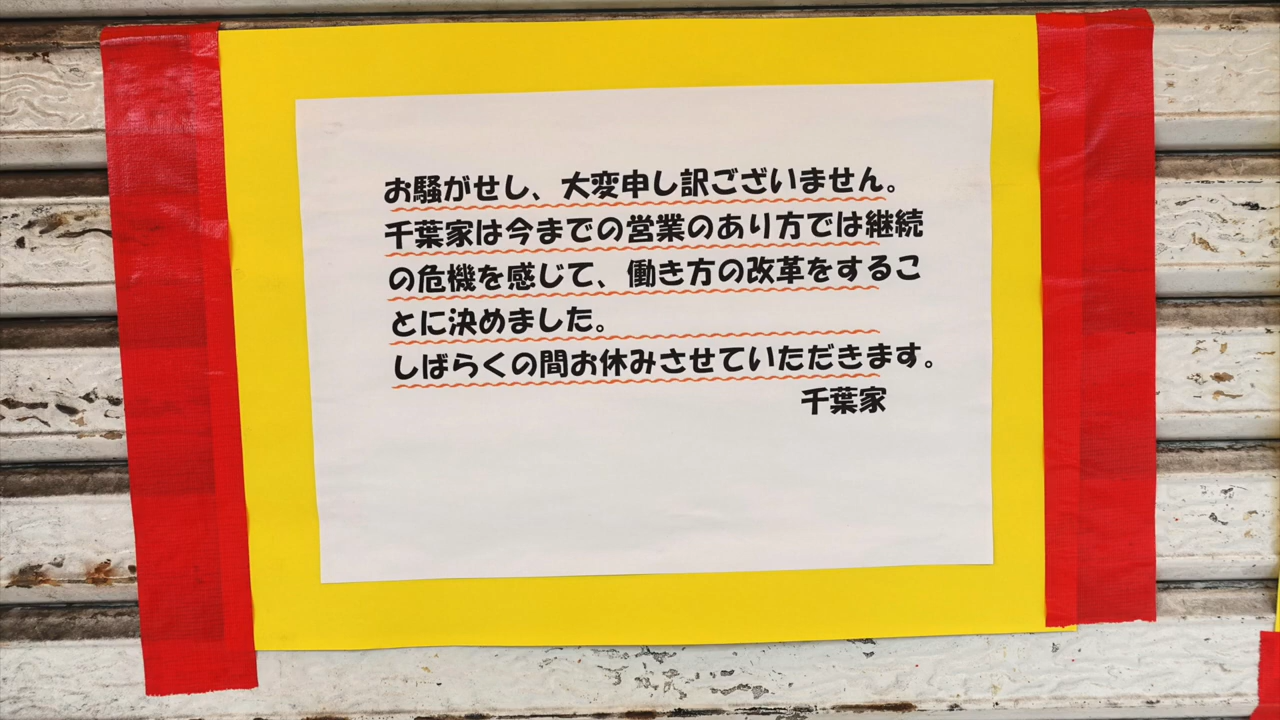 お騒がせし、大変申し訳ございません。
千葉家は今までの営業のあり方では継続
の危機を感じて、働き方の改革をするこ
とに決めました。
しばらくの間お休みさせていただきます。
千葉家